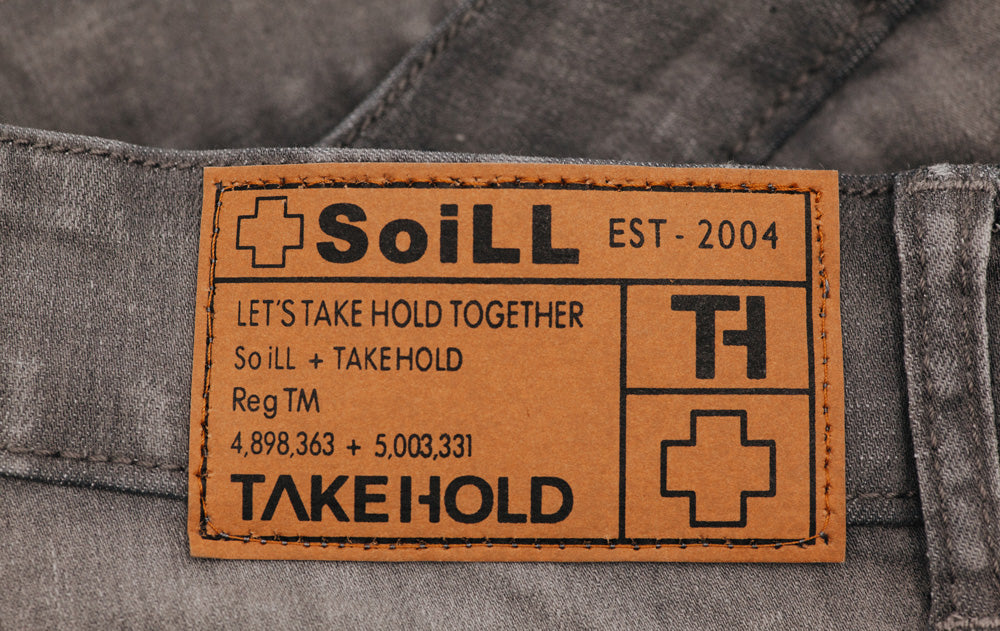 SoiLL EST - 2004
LET'S TAKE HOLD TOGETHER
So iLL + TAKEHOLD
Reg TM
4,898,363 + 5,003,331
TAKEHOLD
TH